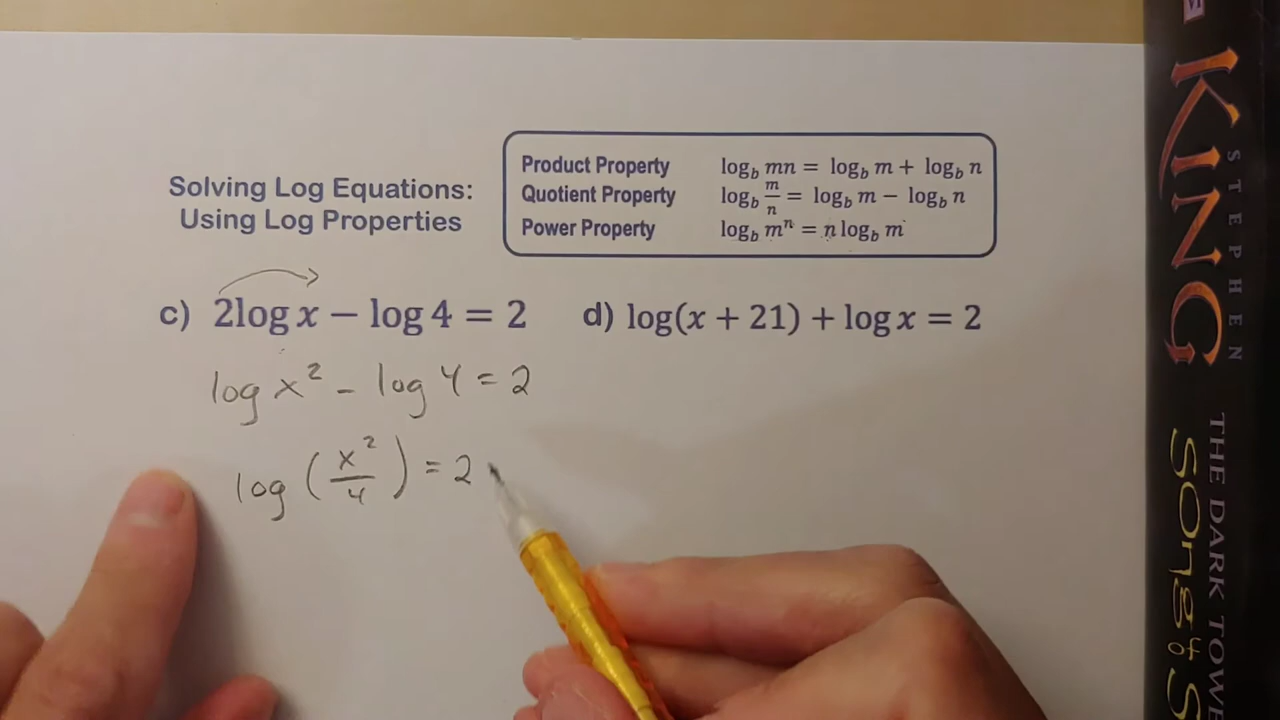 Solving Log Equations:
Using Log Properties
Product Property log_b mn = log_b m + log_b n
Quotient Property log_b m/n = log_b m − log_b n
Power Property log_b mⁿ = n log_b m
c) 2log x − log 4 = 2
log x² - log 4 = 2
log (x²/4) = 2
d) log(x + 21) + log x = 2
STEPHEN
KING
THE DARK TOWE
SONG OF S